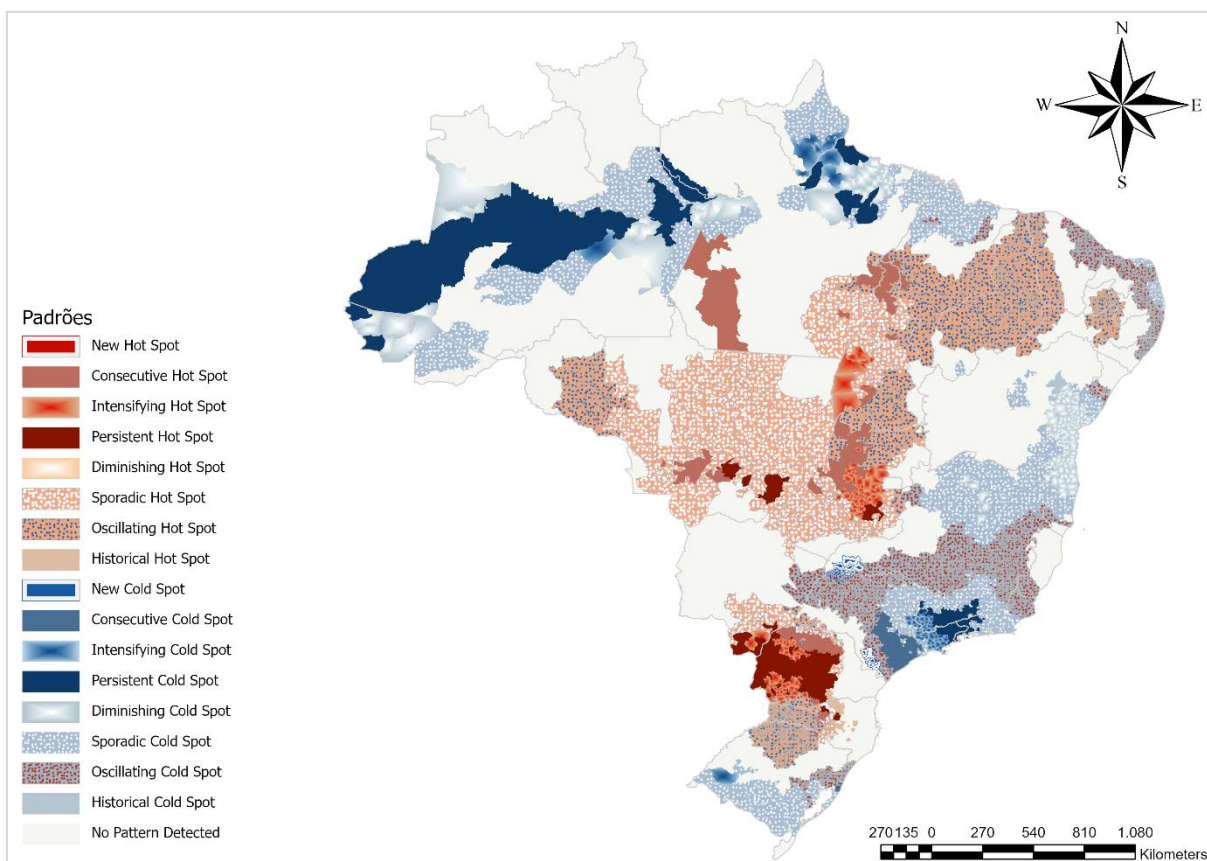 N
W
E
S
Padrões
New Hot Spot
Consecutive Hot Spot
Intensifying Hot Spot
Persistent Hot Spot
Diminishing Hot Spot
Sporadic Hot Spot
Oscillating Hot Spot
Historical Hot Spot
New Cold Spot
Consecutive Cold Spot
Intensifying Cold Spot
Persistent Cold Spot
Diminishing Cold Spot
Sporadic Cold Spot
Oscillating Cold Spot
Historical Cold Spot
No Pattern Detected
270 135 0 270 540 810 1.080
Kilometers